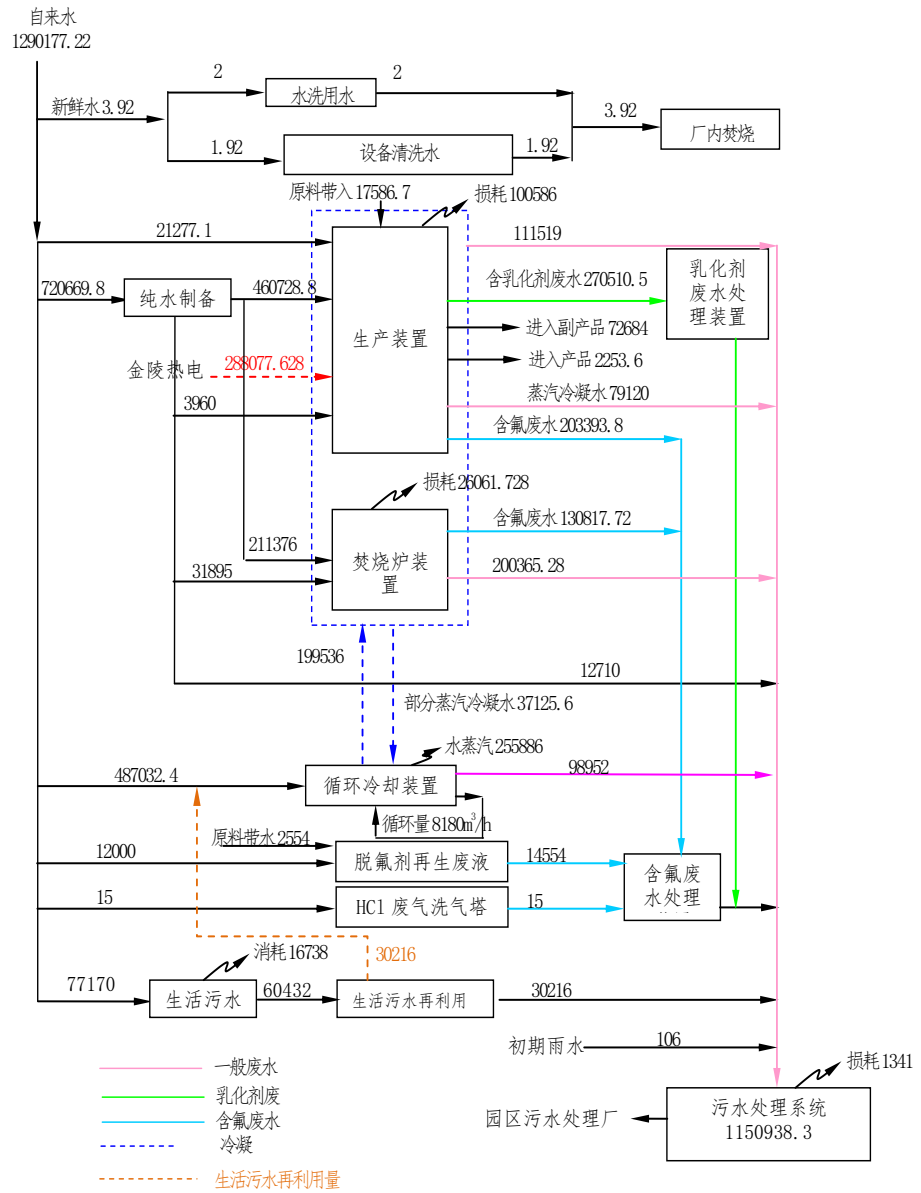 自来水
1290177.22
2
2
新鲜水3.92
水洗用水
3.92
厂内焚烧
1.92
设备清洗水
1.92
原料带入17586.7
损耗100586
21277.1
111519
720669.8
纯水制备
460728.8
含乳化剂废水270510.5
乳化剂
废水处
理装置
生产装置
进入副产品72684
金陵热电
288077.628
进入产品2253.6
蒸汽冷凝水79120
3960
含氟废水203393.8
损耗26061.728
含氟废水130817.72
211376
焚烧炉装
置
200365.28
31895
199536
12710
部分蒸汽冷凝水37125.6
水蒸汽255886
487032.4
循环冷却装置
98952
循环量8180m³/h
原料带水2554
12000
脱氟剂再生废液
14554
含氟废
水处理
15
HCl 废气洗气塔
15
消耗16738
30216
77170
生活污水
60432
生活污水再利用
30216
初期雨水
106
一般废水
损耗1341
乳化剂废
园区污水处理厂
污水处理系统
1150938.3
含氟废水
冷凝
生活污水再利用量